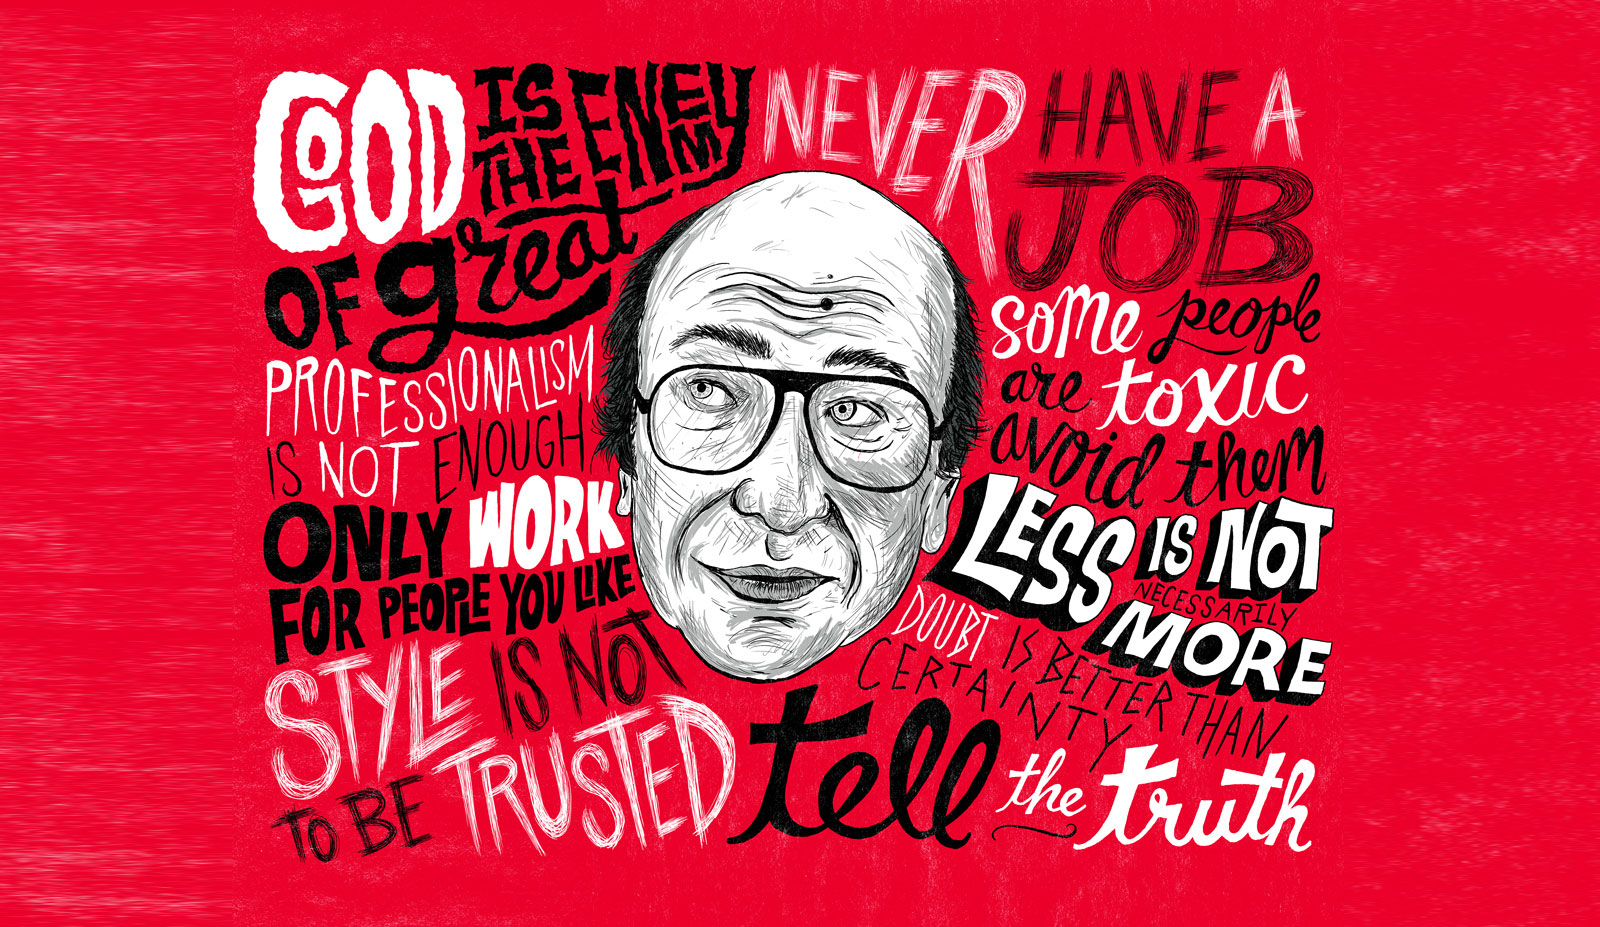 GOOD IS
THE ENEMY
OF great
PROFESSIONALISM
IS NOT ENOUGH
ONLY WORK
FOR PEOPLE YOU LIKE
STYLE IS NOT
TO BE TRUSTED
NEVER HAVE A
JOB
some people
are toxic
avoid them
LESS IS NOT
NECESSARILY
MORE
DOUBT IS BETTER THAN
CERTAINTY
tell the truth